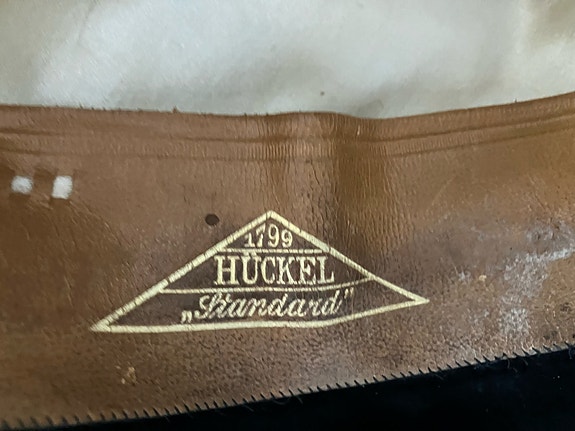 1799
HÜCKEL
„Standard"